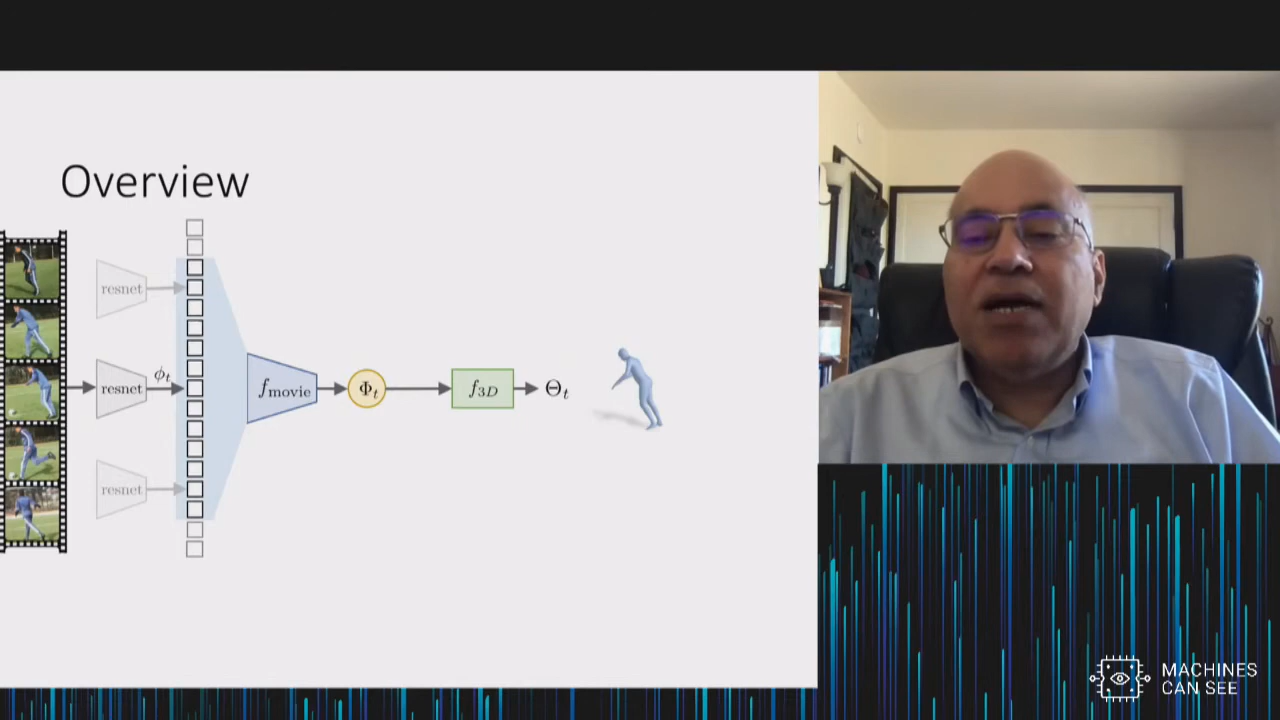 Overview
resnet
resnet
ϕt
resnet
fmovie
Φt
f3D
Θt
MACHINES
CAN SEE